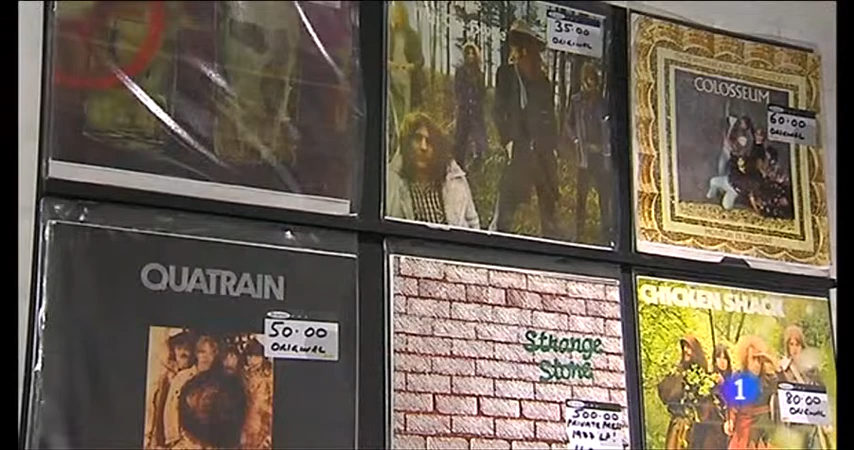 35.00
ORIGINAL
COLOSSEUM
60.00
ORIGINAL
QUATRAIN
50.00
ORIGINAL
Strange
Stone
500.00
PRIVATE PRESS
CHICKEN SHACK
1
80.00
ORIGINAL